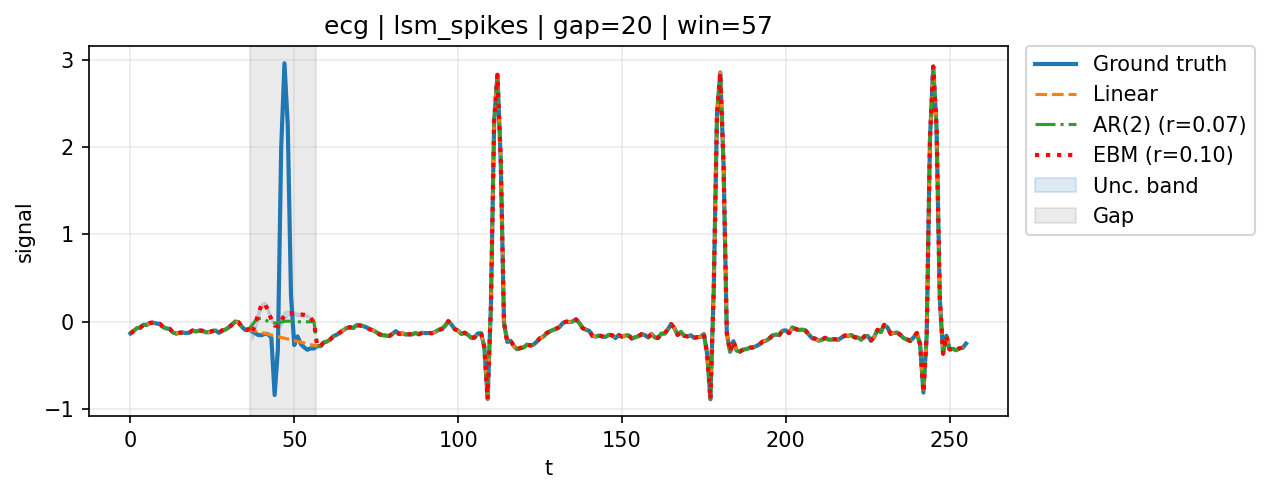 ecg | lsm_spikes | gap=20 | win=57
3
2
1
0
−1
signal
0
50
100
150
200
250
t
Ground truth
Linear
AR(2) (r=0.07)
EBM (r=0.10)
Unc. band
Gap